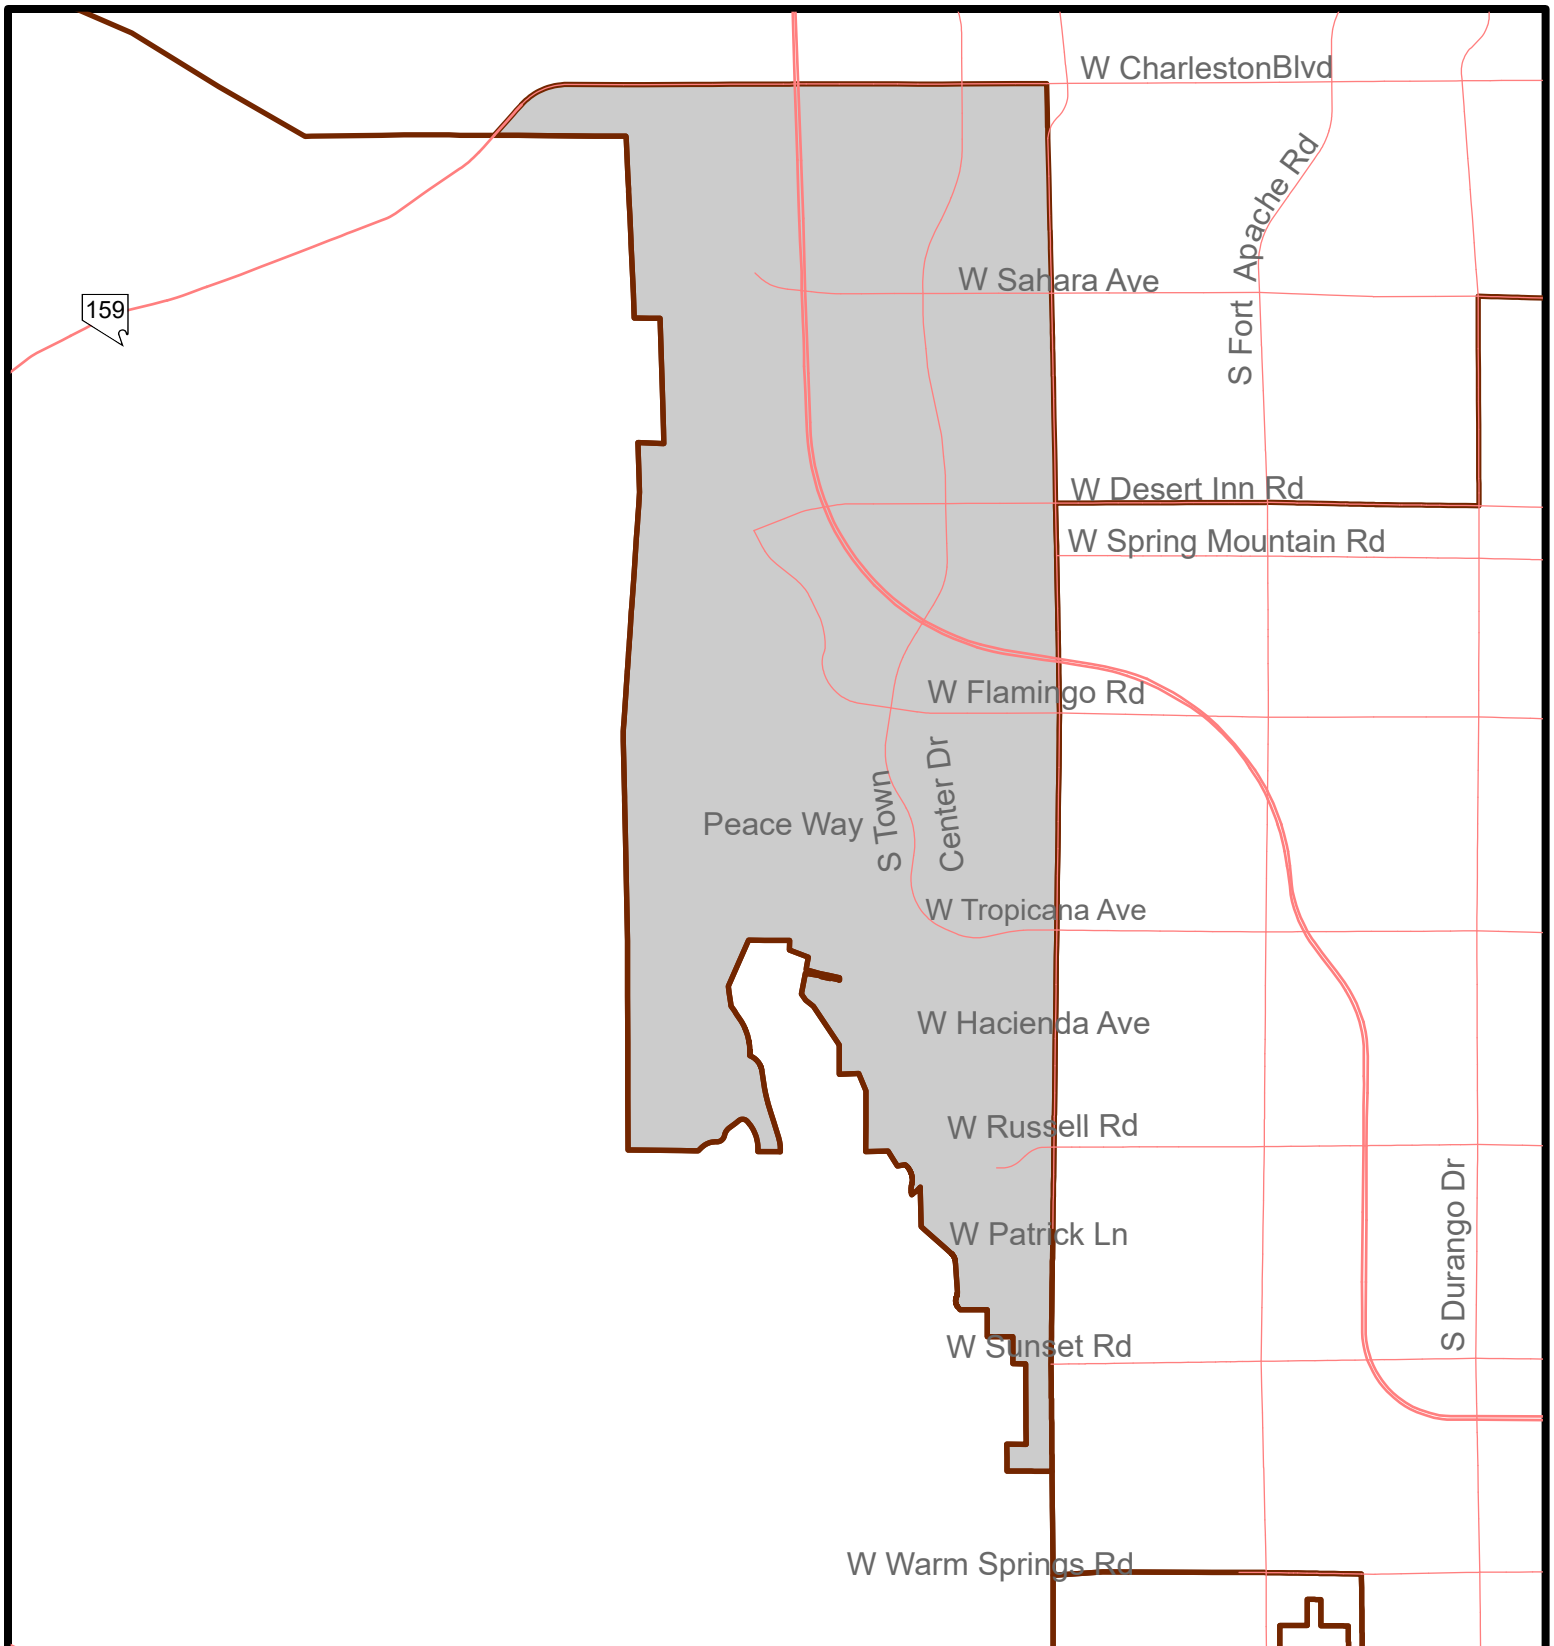 W CharlestonBlvd
S Fort Apache Rd
W Sahara Ave
159
W Desert Inn Rd
W Spring Mountain Rd
W Flamingo Rd
S Town
Center Dr
Peace Way
W Tropicana Ave
W Hacienda Ave
W Russell Rd
S Durango Dr
W Patrick Ln
W Sunset Rd
W Warm Springs Rd